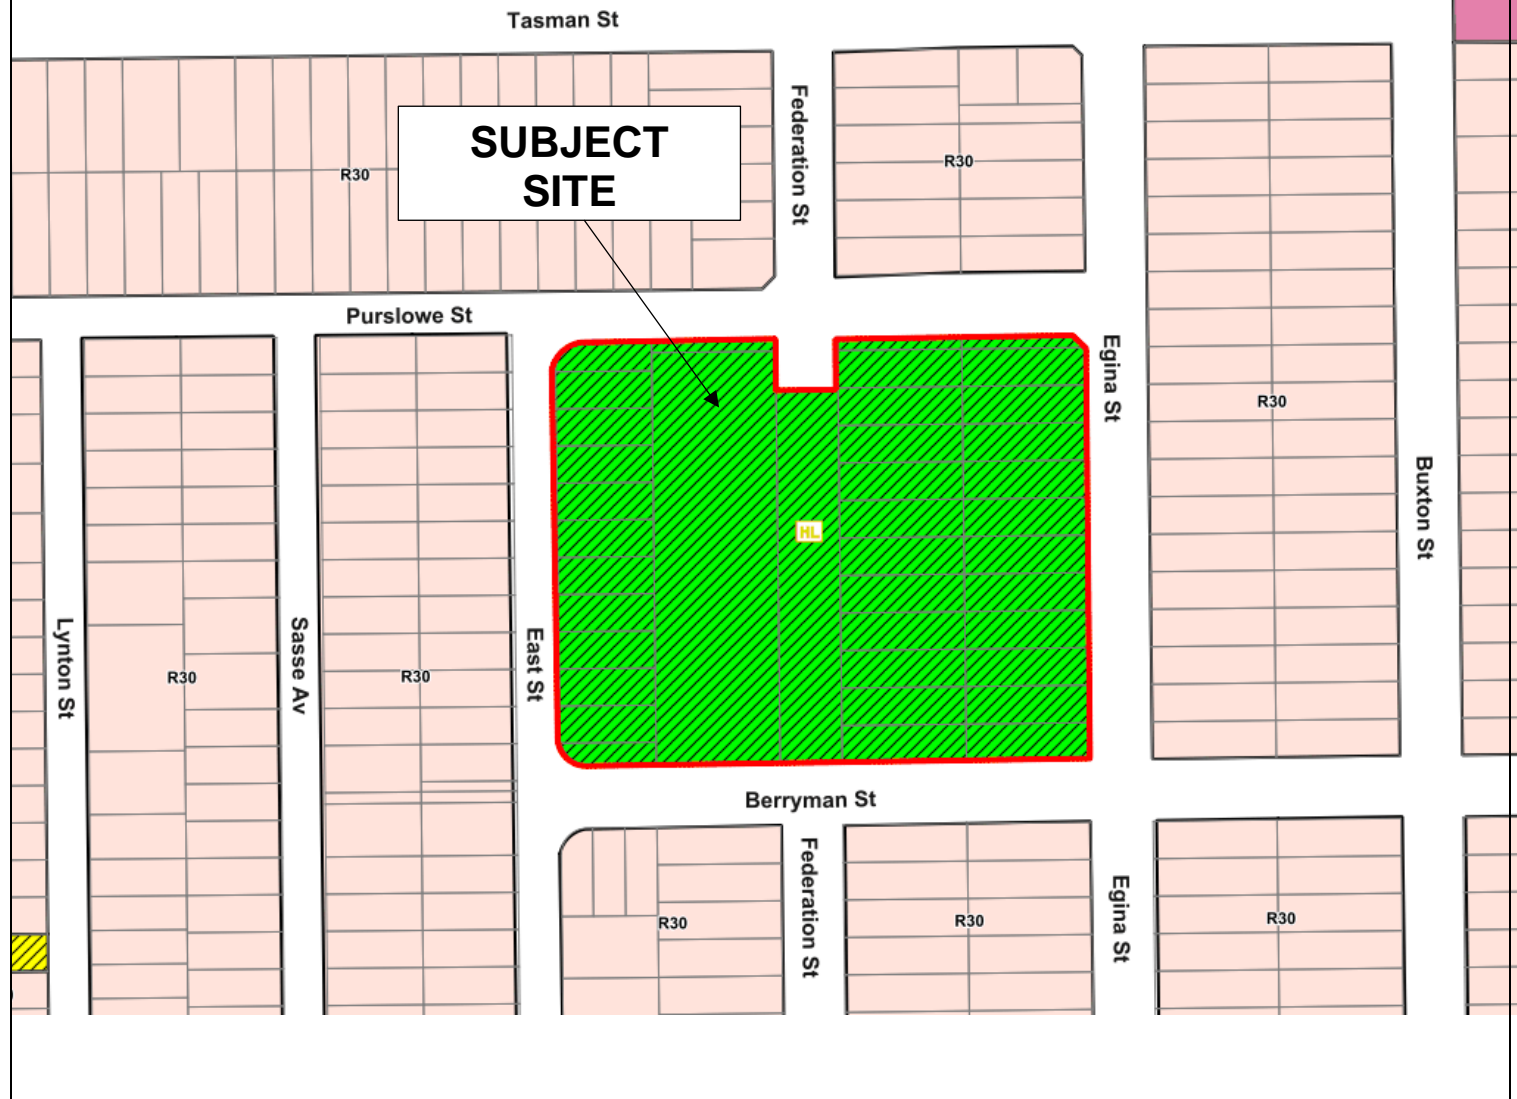 Tasman St
Federation St
SUBJECT
SITE
R30
R30
Purslowe St
Egina St
R30
HL
Buxton St
Lynton St
Sasse Av
East St
R30
R30
Berryman St
Federation St
Egina St
R30
R30
R30